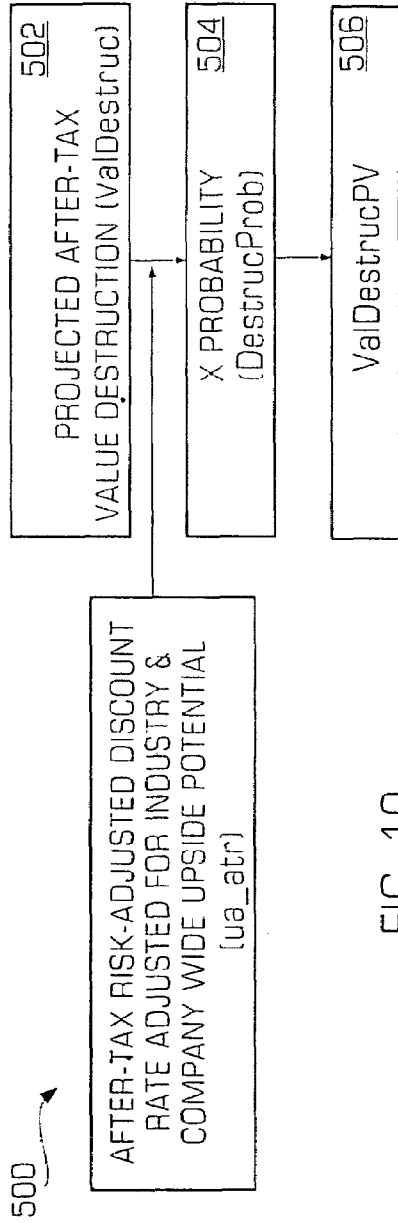 500
AFTER-TAX RISK-ADJUSTED DISCOUNT
RATE ADJUSTED FOR INDUSTRY &
COMPANY WIDE UPSIDE POTENTIAL
(ua_atr)
502
PROJECTED AFTER-TAX
VALUE DESTRUCTION (ValDestruc)
504
X PROBABILITY
(DestrucProb)
506
ValDestrucPV
FIG. 10